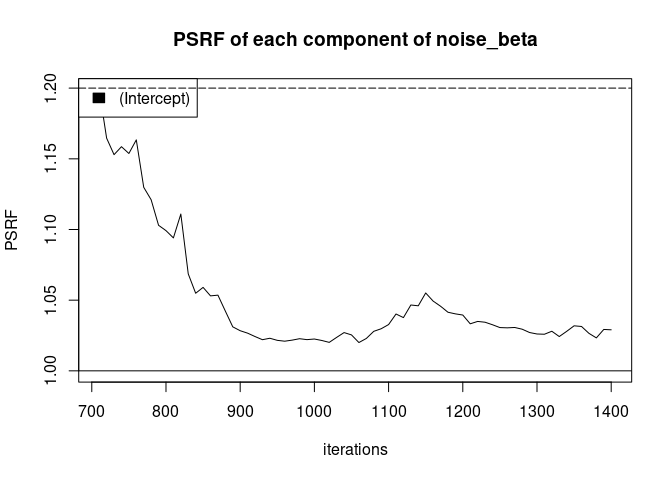 PSRF of each component of noise_beta
(Intercept)
PSRF
1.20
1.15
1.10
1.05
1.00
700 800 900 1000 1100 1200 1300 1400
iterations